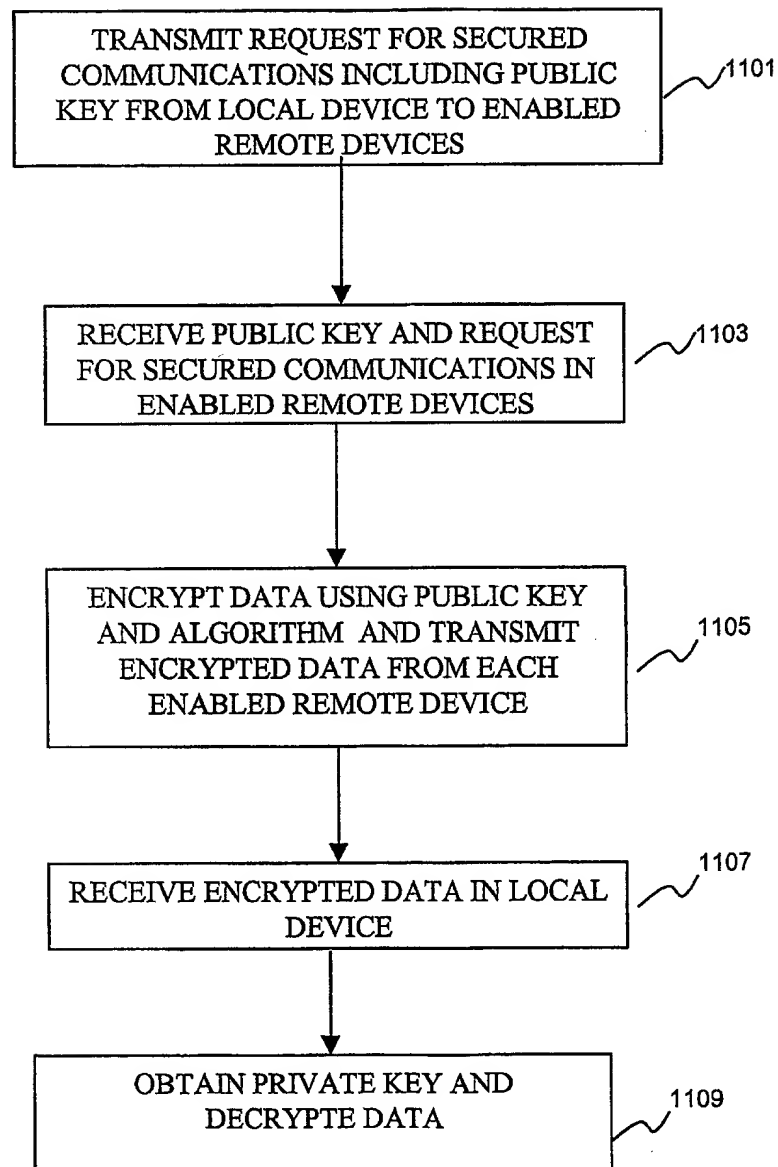 TRANSMIT REQUEST FOR SECURED
COMMUNICATIONS INCLUDING PUBLIC
KEY FROM LOCAL DEVICE TO ENABLED
REMOTE DEVICES
1101
RECEIVE PUBLIC KEY AND REQUEST
FOR SECURED COMMUNICATIONS IN
ENABLED REMOTE DEVICES
1103
ENCRYPT DATA USING PUBLIC KEY
AND ALGORITHM AND TRANSMIT
ENCRYPTED DATA FROM EACH
ENABLED REMOTE DEVICE
1105
RECEIVE ENCRYPTED DATA IN LOCAL
DEVICE
1107
OBTAIN PRIVATE KEY AND
DECRYPTE DATA
1109